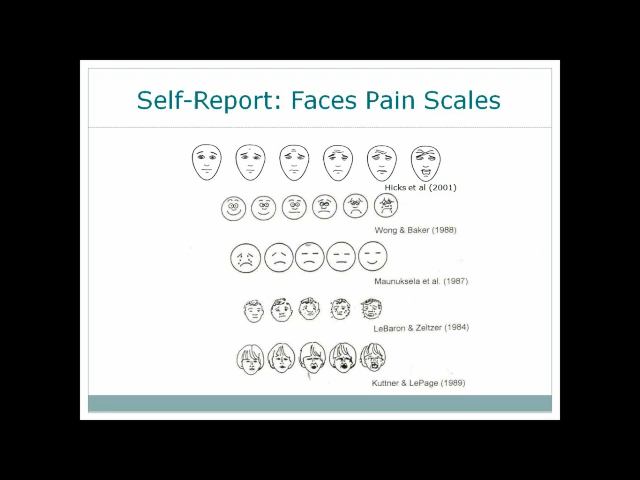 Self-Report: Faces Pain Scales
Hicks et al (2001)
Wong & Baker (1988)
Maunuksela et al. (1987)
LeBaron & Zeltzer (1984)
Kuttner & LePage (1989)